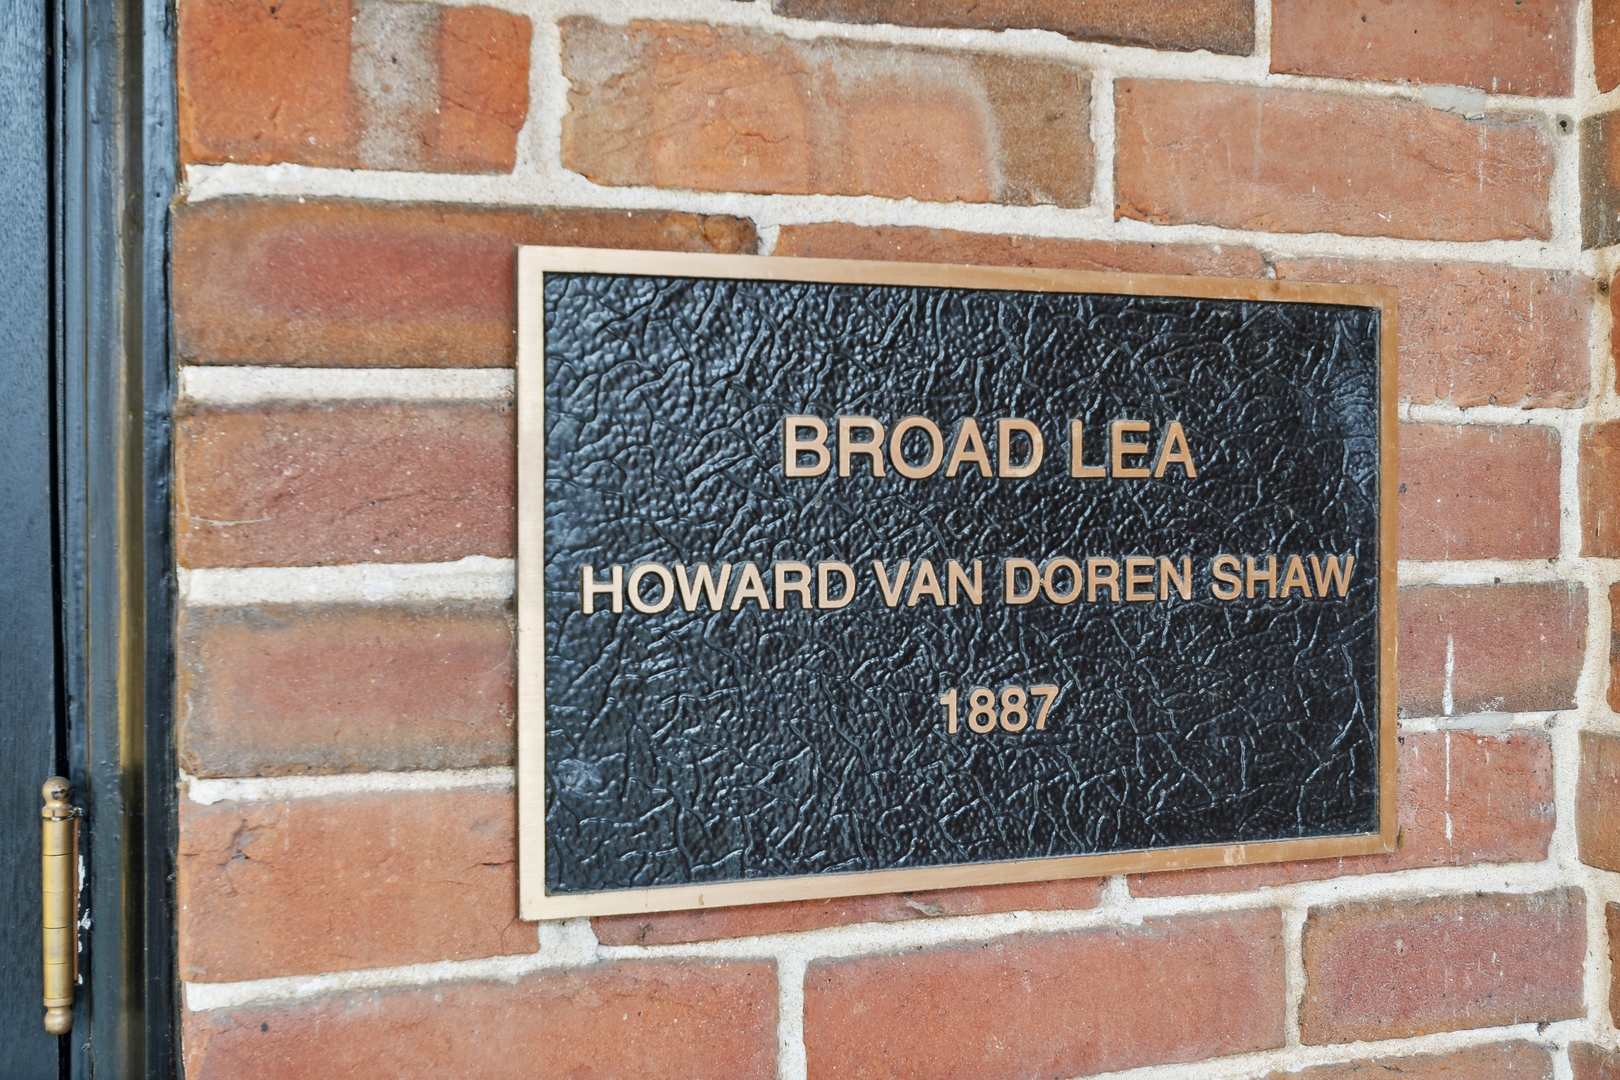 BROAD LEA
HOWARD VAN DOREN SHAW
1887